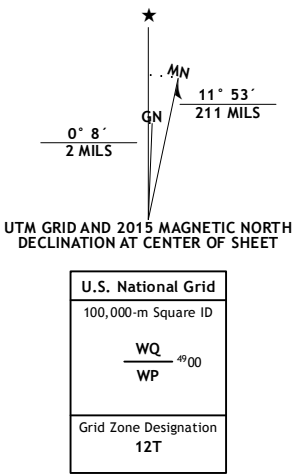 MN
11° 53´
211 MILS
GN
0° 8´
2 MILS
UTM GRID AND 2015 MAGNETIC NORTH
DECLINATION AT CENTER OF SHEET
U.S. National Grid
100,000-m Square ID
WQ
4900
WP
Grid Zone Designation
12T